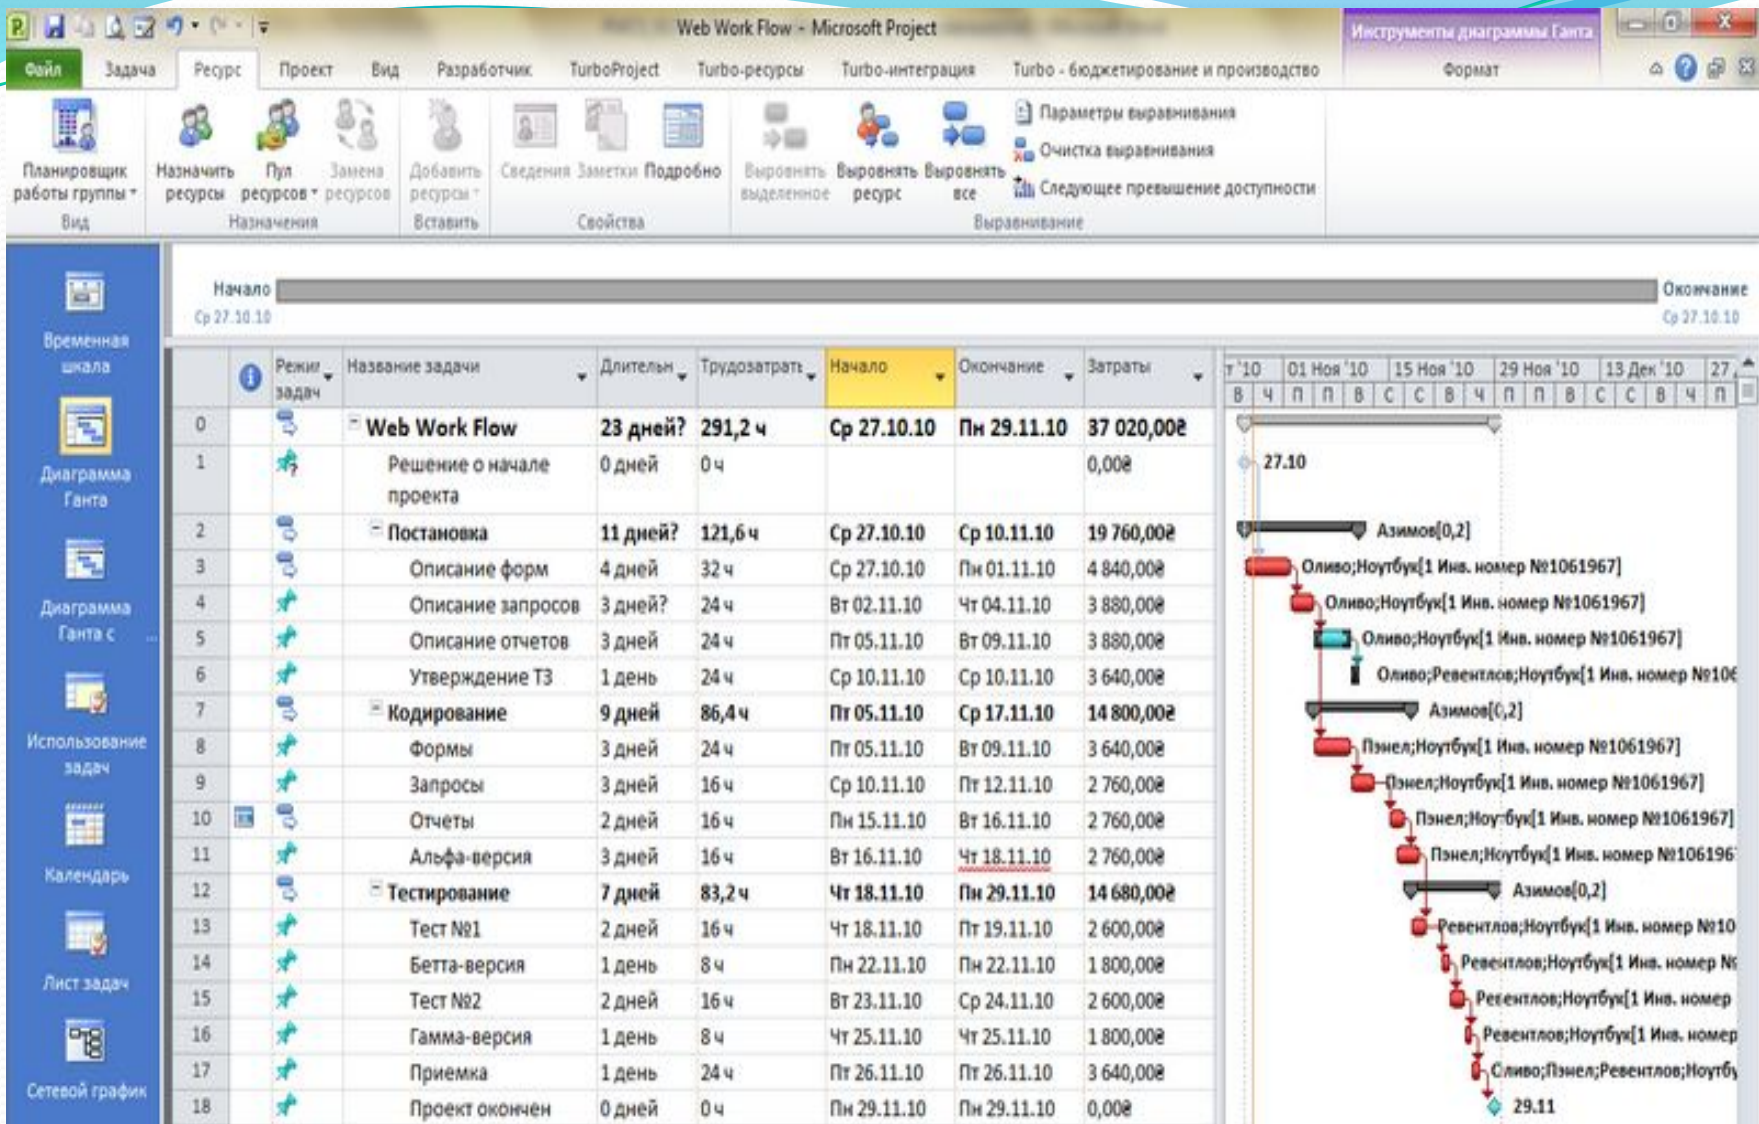 Web Work Flow - Microsoft Project
Инструменты диаграммы Ганта
Файл Задача Ресурс Проект Вид Разработчик TurboProject Turbo-ресурсы Turbo-интеграция Turbo - бюджетирование и производство Формат
Планировщик работы группы
Назначить ресурсы
Пул ресурсов
Замена ресурсов
Добавить ресурсы
Сведения Заметки Подробно
Выровнять выделенное
Выровнять ресурс
Выровнять все
Параметры выравнивания
Очистка выравнивания
Следующее превышение доступности
Вид Назначения Вставить Свойства Выравнивание
Начало
Ср 27.10.10
Окончание
Ср 27.10.10
Временная
шкала
Диаграмма
Ганта
Диаграмма
Ганта с ...
Использование
задач
Календарь
Лист задач
Сетевой график
Режим задач Название задачи Длительн Трудозатрать Начало Окончание Затраты
т '10 01 Ноя '10 15 Ноя '10 29 Ноя '10 13 Дек '10 27
В Ч П П В С С В Ч П П В С С В Ч П
0 Web Work Flow 23 дней? 291,2 ч Ср 27.10.10 Пн 29.11.10 37 020,00₴
1 Решение о начале проекта 0 дней 0 ч 0,00₴ 27.10
2 Постановка 11 дней? 121,6 ч Ср 27.10.10 Ср 10.11.10 19 760,00₴ Азимов[0,2]
3 Описание форм 4 дней 32 ч Ср 27.10.10 Пн 01.11.10 4 840,00₴ Оливо;Ноутбук[1 Инв. номер №1061967]
4 Описание запросов 3 дней? 24 ч Вт 02.11.10 Чт 04.11.10 3 880,00₴ Оливо;Ноутбук[1 Инв. номер №1061967]
5 Описание отчетов 3 дней 24 ч Пт 05.11.10 Вт 09.11.10 3 880,00₴ Оливо;Ноутбук[1 Инв. номер №1061967]
6 Утверждение ТЗ 1 день 24 ч Ср 10.11.10 Ср 10.11.10 3 640,00₴ Оливо;Ревентлов;Ноутбук[1 Инв. номер №106
7 Кодирование 9 дней 86,4 ч Пт 05.11.10 Ср 17.11.10 14 800,00₴ Азимов[0,2]
8 Формы 3 дней 24 ч Пт 05.11.10 Вт 09.11.10 3 640,00₴ Пэнел;Ноутбук[1 Инв. номер №1061967]
9 Запросы 3 дней 16 ч Ср 10.11.10 Пт 12.11.10 2 760,00₴ Пэнел;Ноутбук[1 Инв. номер №1061967]
10 Отчеты 2 дней 16 ч Пн 15.11.10 Вт 16.11.10 2 760,00₴ Пэнел;Ноутбук[1 Инв. номер №1061967]
11 Альфа-версия 3 дней 16 ч Вт 16.11.10 Чт 18.11.10 2 760,00₴ Пэнел;Ноутбук[1 Инв. номер №106196
12 Тестирование 7 дней 83,2 ч Чт 18.11.10 Пн 29.11.10 14 680,00₴ Азимов[0,2]
13 Тест №1 2 дней 16 ч Чт 18.11.10 Пт 19.11.10 2 600,00₴ Ревентлов;Ноутбук[1 Инв. номер №10
14 Бетта-версия 1 день 8 ч Пн 22.11.10 Пн 22.11.10 1 800,00₴ Ревентлов;Ноутбук[1 Инв. номер №
15 Тест №2 2 дней 16 ч Вт 23.11.10 Ср 24.11.10 2 600,00₴ Ревентлов;Ноутбук[1 Инв. номер
16 Гамма-версия 1 день 8 ч Чт 25.11.10 Чт 25.11.10 1 800,00₴ Ревентлов;Ноутбук[1 Инв. номер
17 Приемка 1 день 24 ч Пт 26.11.10 Пт 26.11.10 3 640,00₴ Оливо;Пэнел;Ревентлов;Ноутбу
18 Проект окончен 0 дней 0 ч Пн 29.11.10 Пн 29.11.10 0,00₴ 29.11